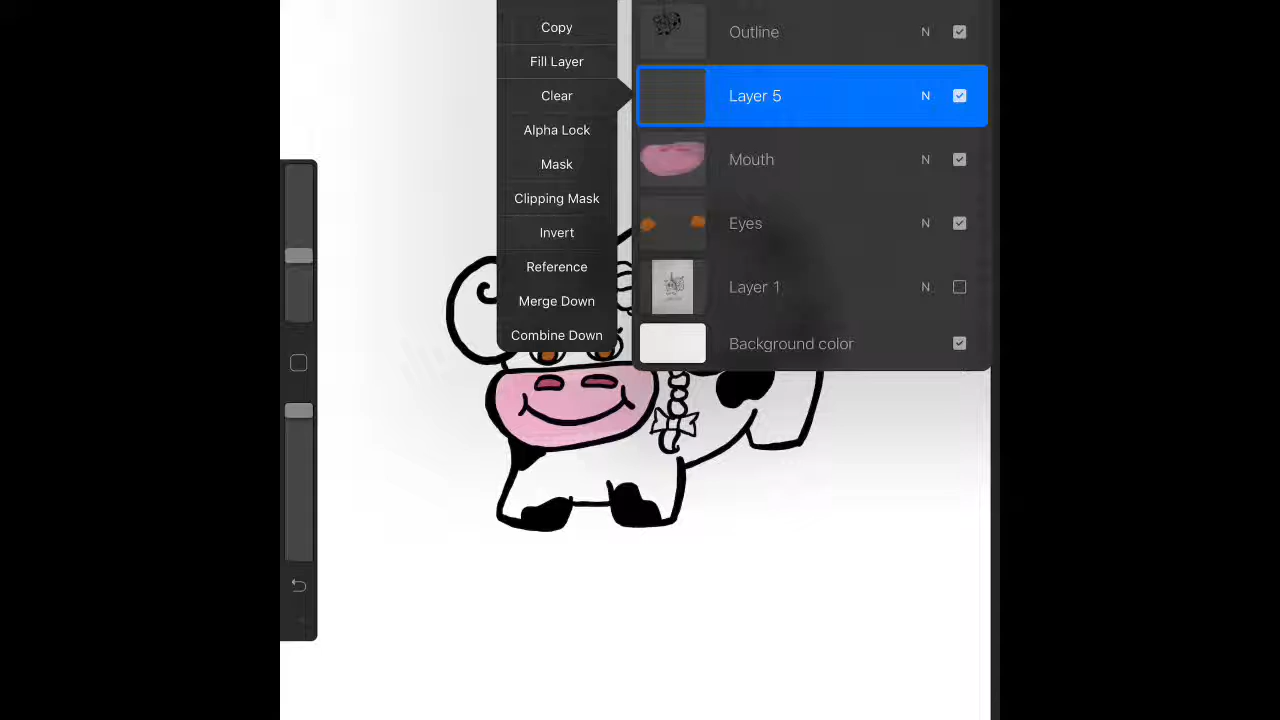 Copy
Fill Layer
Clear
Alpha Lock
Mask
Clipping Mask
Invert
Reference
Merge Down
Combine Down
Outline N
Layer 5 N
Mouth N
Eyes N
Layer 1 N
Background color